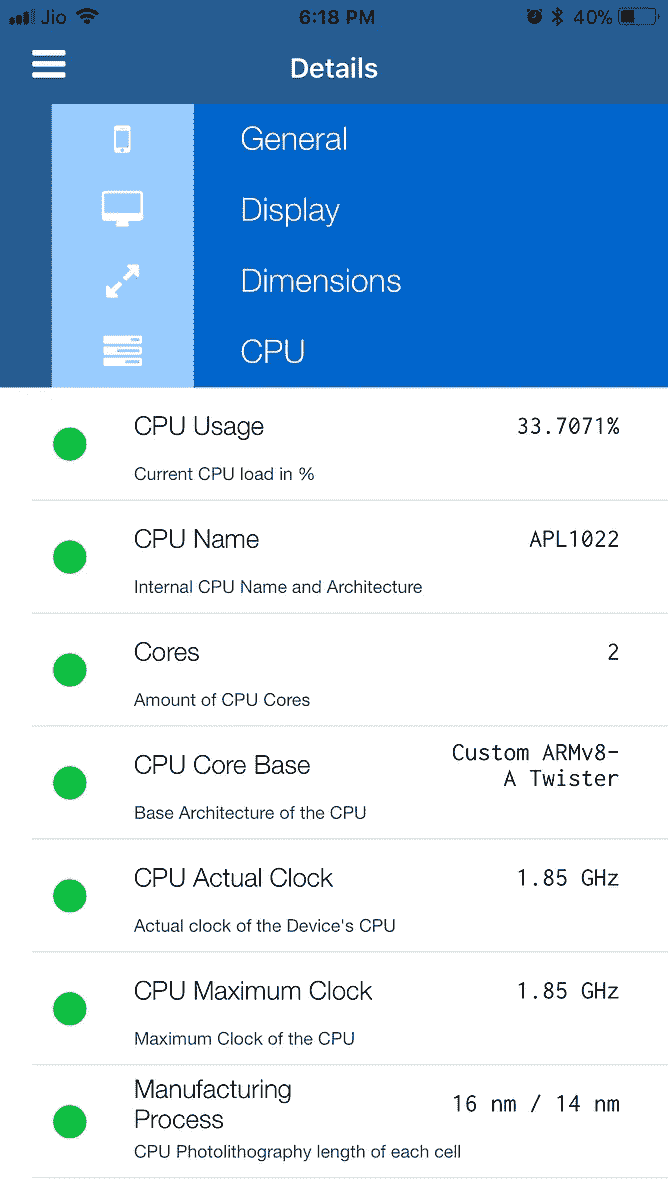 Jio 6:18 PM 40%
Details
General
Display
Dimensions
CPU
CPU Usage 33.7071%
Current CPU load in %
CPU Name APL1022
Internal CPU Name and Architecture
Cores 2
Amount of CPU Cores
CPU Core Base Custom ARMv8-
A Twister
Base Architecture of the CPU
CPU Actual Clock 1.85 GHz
Actual clock of the Device's CPU
CPU Maximum Clock 1.85 GHz
Maximum Clock of the CPU
Manufacturing
Process 16 nm / 14 nm
CPU Photolithography length of each cell